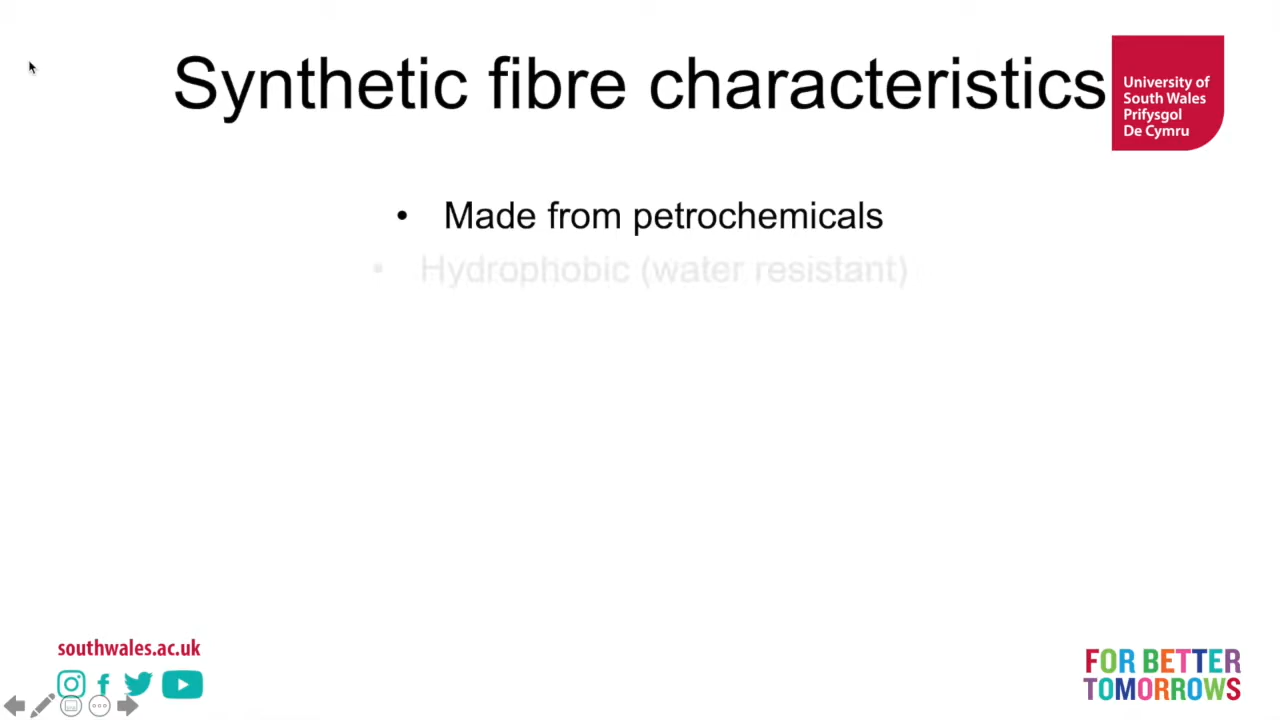 Synthetic fibre characteristics
University of
South Wales
Prifysgol
De Cymru
• Made from petrochemicals
• Hydrophobic (water resistant)
southwales.ac.uk
FOR BETTER
TOMORROWS